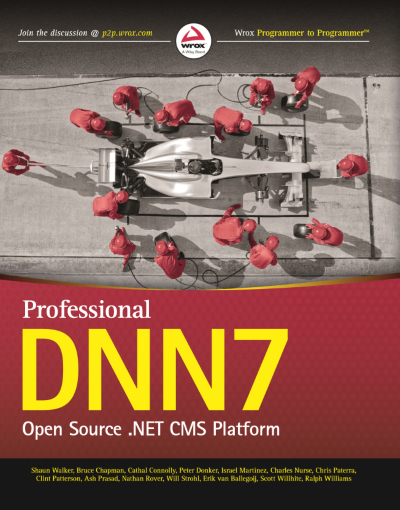 Join the discussion @ p2p.wrox.com
Wrox Programmer to Programmer™
wrox
A Wiley Brand
Professional
DNN7
Open Source .NET CMS Platform
Shaun Walker, Bruce Chapman, Cathal Connolly, Peter Donker, Israel Martinez, Charles Nurse, Chris Paterra,
Clint Patterson, Ash Prasad, Nathan Rover, Will Strohl, Erik van Ballegoij, Scott Willhite, Ralph Williams